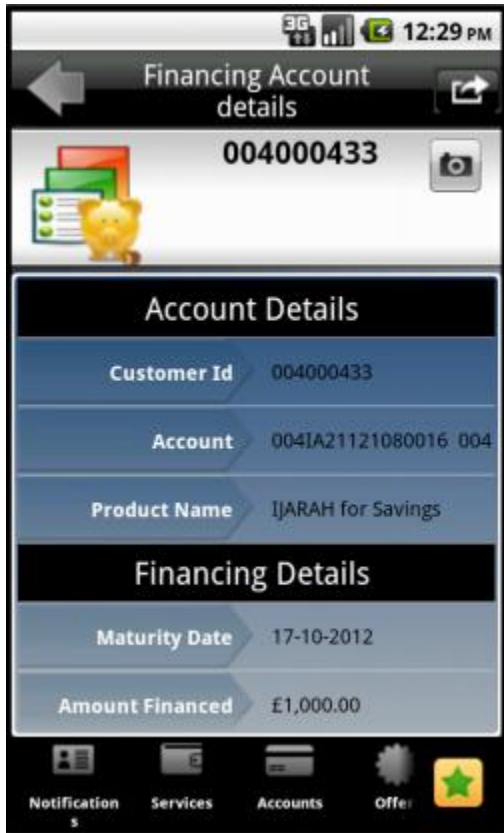 3G 12:29 PM
Financing Account
details
004000433
Account Details
Customer Id 004000433
Account 004IA21121080016 004
Product Name IJARAH for Savings
Financing Details
Maturity Date 17-10-2012
Amount Financed £1,000.00
Notification
s Services Accounts Offer